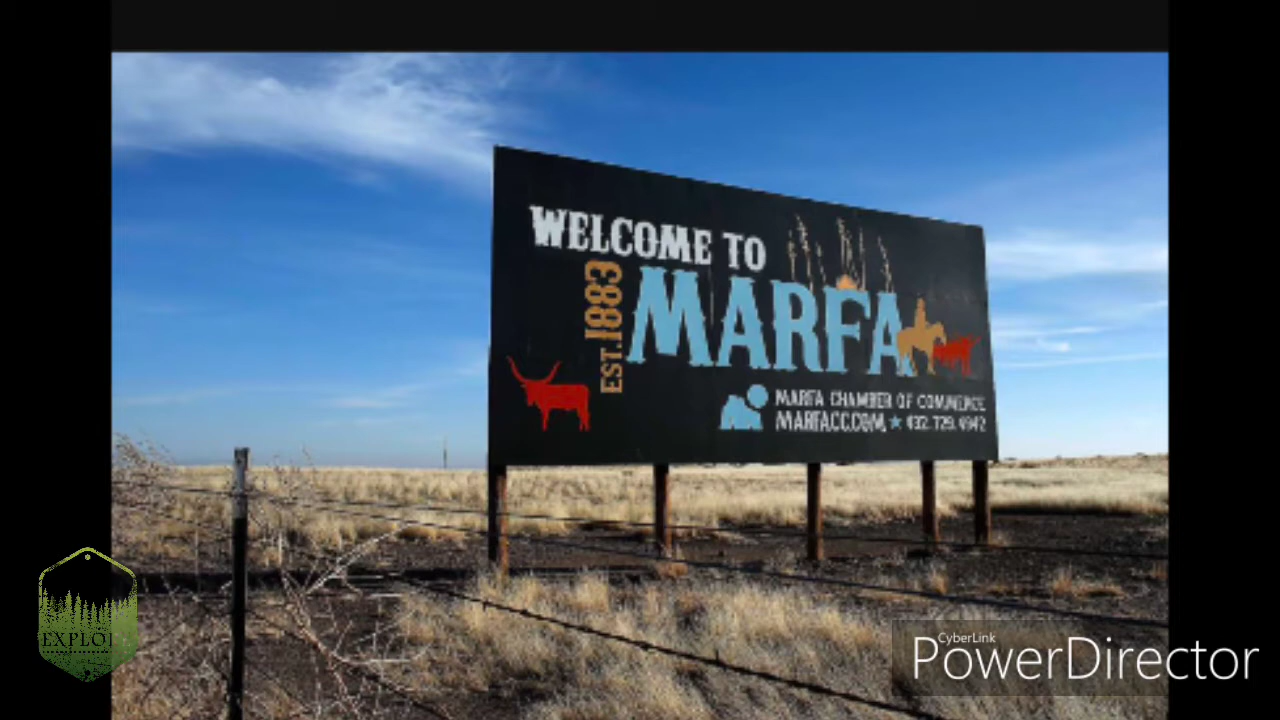 WELCOME TO
EST. 1883
MARFA
MARFA CHAMBER OF COMMERCE
MARFACC.COM ★ 432.729.4942
EXPLO
CyberLink
PowerDirector